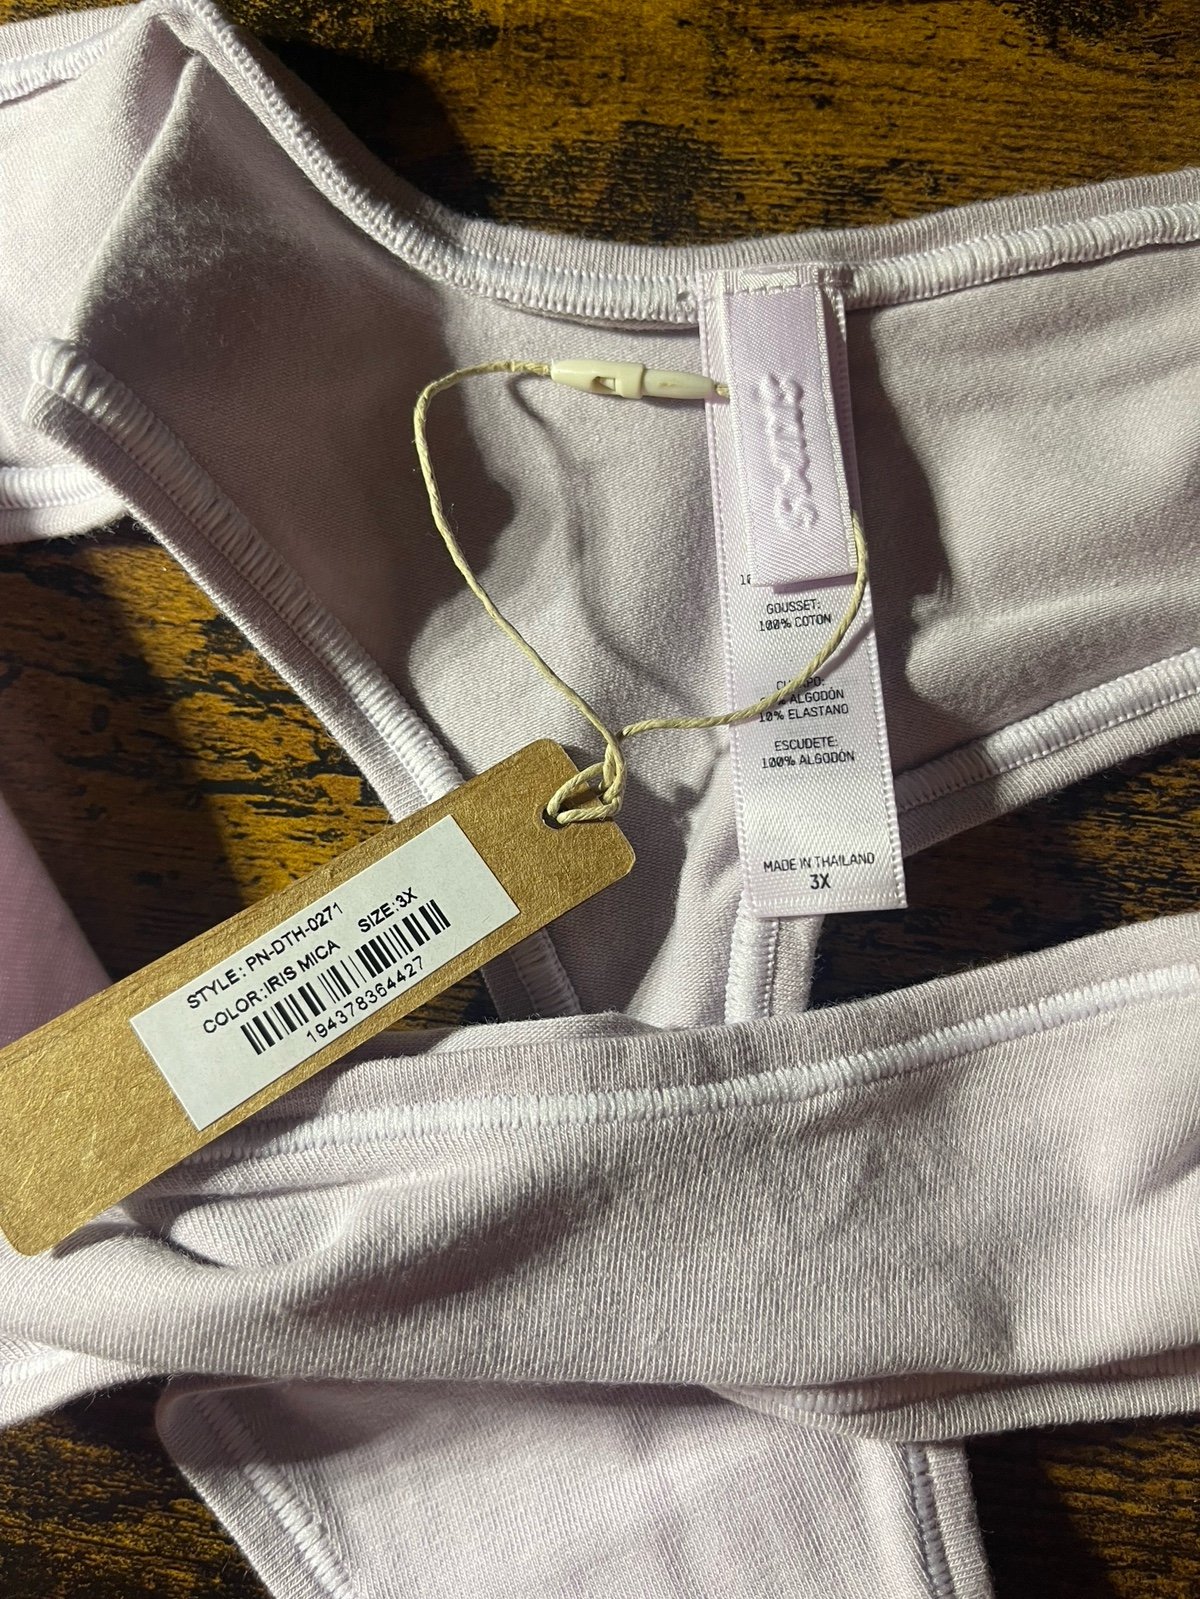 SKIMS
GOUSSET:
100% COTON
ALGODÓN
10% ELASTANO
ESCUDETE:
100% ALGODÓN
MADE IN THAILAND
3X
STYLE: PN-DTH-0271
COLOR:IRIS MICA SIZE:3X
194378364427